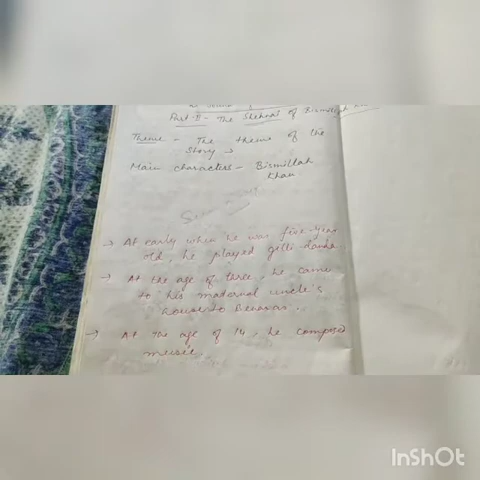 Part-B- The Shehnai of Bismillah
Theme - The theme of the
story →
Main characters - Bismillah
Khan
→ At early when he was five year
old, he played gilli-danda.
→ At the age of three, he came
to his maternal uncle's
house to Benaras.
→ At the age of 14, he composed
music
InShOt